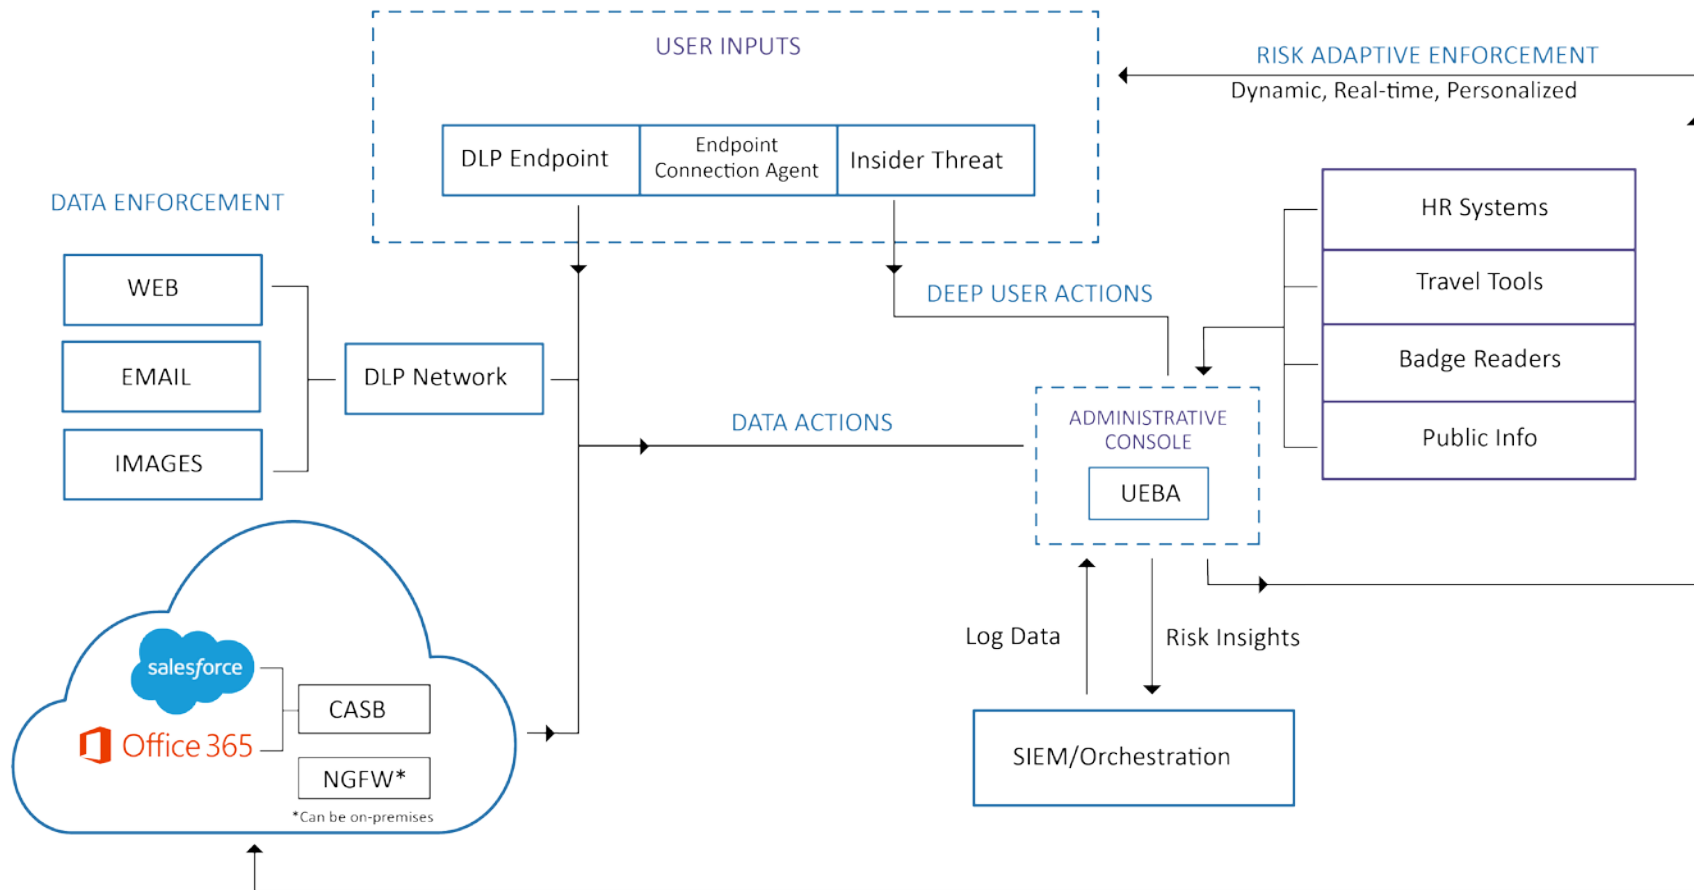 USER INPUTS
RISK ADAPTIVE ENFORCEMENT
Dynamic, Real-time, Personalized
DLP Endpoint
Endpoint
Connection Agent
Insider Threat
DATA ENFORCEMENT
HR Systems
WEB
DEEP USER ACTIONS
Travel Tools
EMAIL
DLP Network
Badge Readers
DATA ACTIONS
ADMINISTRATIVE
CONSOLE
Public Info
IMAGES
UEBA
Log Data
Risk Insights
salesforce
CASB
Office 365
NGFW*
*Can be on-premises
SIEM/Orchestration